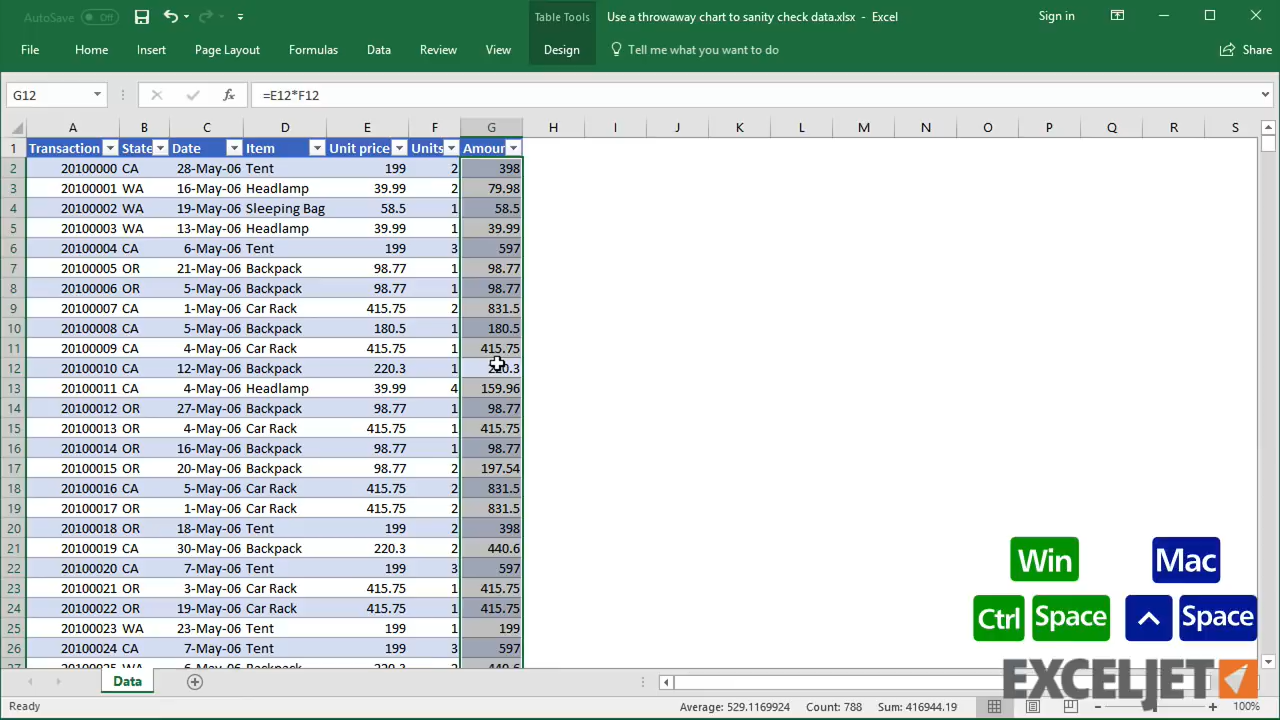 AutoSave Off Table Tools Use a throwaway chart to sanity check data.xlsx - Excel Sign in
File Home Insert Page Layout Formulas Data Review View Design Tell me what you want to do Share
G12 fx =E12*F12
A B C D E F G H I J K L M N O P Q R S
1 Transaction State Date Item Unit price Units Amour
2 20100000 CA 28-May-06 Tent 199 2 398
3 20100001 WA 16-May-06 Headlamp 39.99 2 79.98
4 20100002 WA 19-May-06 Sleeping Bag 58.5 1 58.5
5 20100003 WA 13-May-06 Headlamp 39.99 1 39.99
6 20100004 CA 6-May-06 Tent 199 3 597
7 20100005 OR 21-May-06 Backpack 98.77 1 98.77
8 20100006 OR 5-May-06 Backpack 98.77 1 98.77
9 20100007 CA 1-May-06 Car Rack 415.75 2 831.5
10 20100008 CA 5-May-06 Backpack 180.5 1 180.5
11 20100009 CA 4-May-06 Car Rack 415.75 1 415.75
12 20100010 CA 12-May-06 Backpack 220.3 1 220.3
13 20100011 CA 4-May-06 Headlamp 39.99 4 159.96
14 20100012 OR 27-May-06 Backpack 98.77 1 98.77
15 20100013 OR 4-May-06 Car Rack 415.75 1 415.75
16 20100014 OR 16-May-06 Backpack 98.77 1 98.77
17 20100015 OR 20-May-06 Backpack 98.77 2 197.54
18 20100016 CA 5-May-06 Car Rack 415.75 2 831.5
19 20100017 OR 1-May-06 Car Rack 415.75 2 831.5
20 20100018 OR 18-May-06 Tent 199 2 398
21 20100019 CA 30-May-06 Backpack 220.3 2 440.6
22 20100020 CA 7-May-06 Tent 199 3 597
23 20100021 OR 3-May-06 Car Rack 415.75 1 415.75
24 20100022 OR 19-May-06 Car Rack 415.75 1 415.75
25 20100023 WA 23-May-06 Tent 199 1 199
26 20100024 CA 7-May-06 Tent 199 3 597
27 20100025 WA 6-May-06 Backpack 220.3 2 440.6
Win Mac
Ctrl Space ^ Space
EXCELJET
Data
Ready Average: 529.1169924 Count: 788 Sum: 416944.19 100%